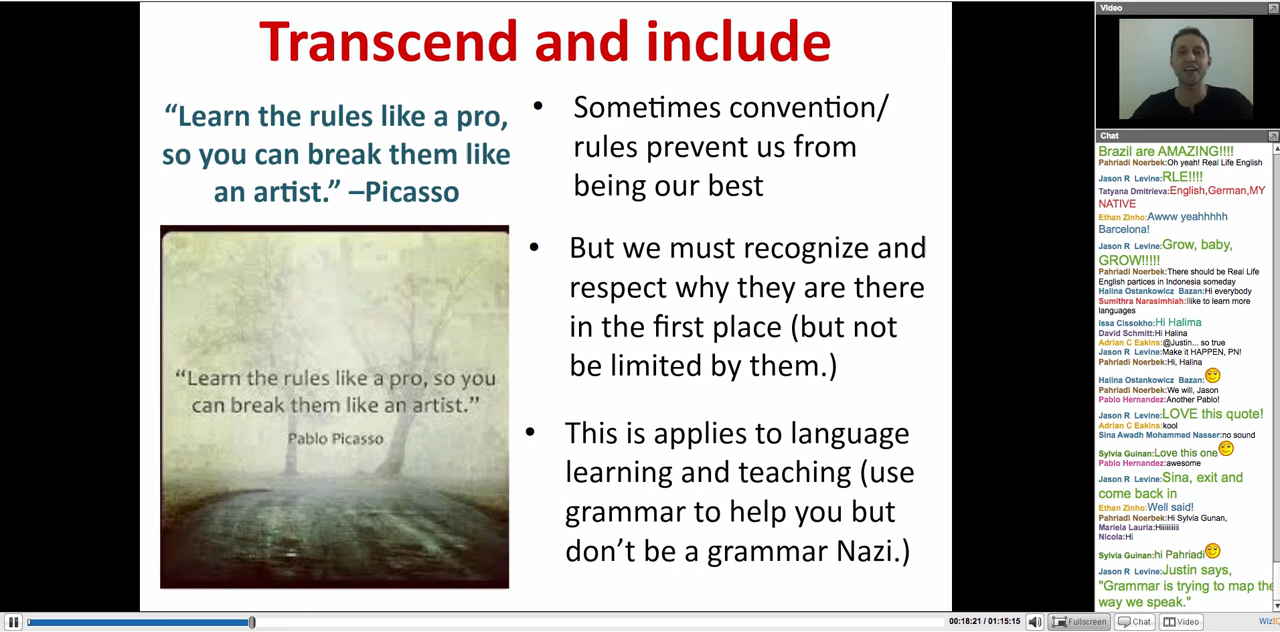 Transcend and include
“Learn the rules like a pro,
so you can break them like
an artist.” –Picasso
“Learn the rules like a pro, so you
can break them like an artist.”
Pablo Picasso
• Sometimes convention/
rules prevent us from
being our best
• But we must recognize and
respect why they are there
in the first place (but not
be limited by them.)
• This is applies to language
learning and teaching (use
grammar to help you but
don’t be a grammar Nazi.)
Video
Chat
Brazil are AMAZING!!!!
Pahriadi Noerbek:Oh yeah! Real Life English
Jason R Levine:RLE!!!!
Tatyana Dmitrieva:English,German,MY
NATIVE
Ethan Zinho:Awww yeahhhhh
Barcelona!
Jason R Levine:Grow, baby,
GROW!!!!!
Pahriadi Noerbek:There should be Real Life
English partices in Indonesia someday
Halina Ostankowicz Bazan:Hi everybody
Sumithra Narasimhiah:Iike to learn more
languages
Issa Cissokho:Hi Halima
David Schmitt:Hi Halina
Adrian C Eakins:@Justin... so true
Jason R Levine:Make it HAPPEN, PN!
Pahriadi Noerbek:Hi, Halina
Halina Ostankowicz Bazan:
Pahriadi Noerbek:We will, Jason
Pablo Hernandez:Another Pablo!
Jason R Levine:LOVE this quote!
Adrian C Eakins:kool
Sina Awadh Mohammed Nasser:no sound
Sylvia Guinan:Love this one
Pablo Hernandez:awesome
Jason R Levine:Sina, exit and
come back in
Ethan Zinho:Well said!
Pahriadi Noerbek:Hi Sylvia Gunan,
Mariela Lauria:Hiiiiiiiii
Nicola:Hi
Sylvia Guinan:hi Pahriadi
Jason R Levine:Justin says,
"Grammar is trying to map the
way we speak."
00:18:21 / 01:15:15
Fullscreen
Chat
Video